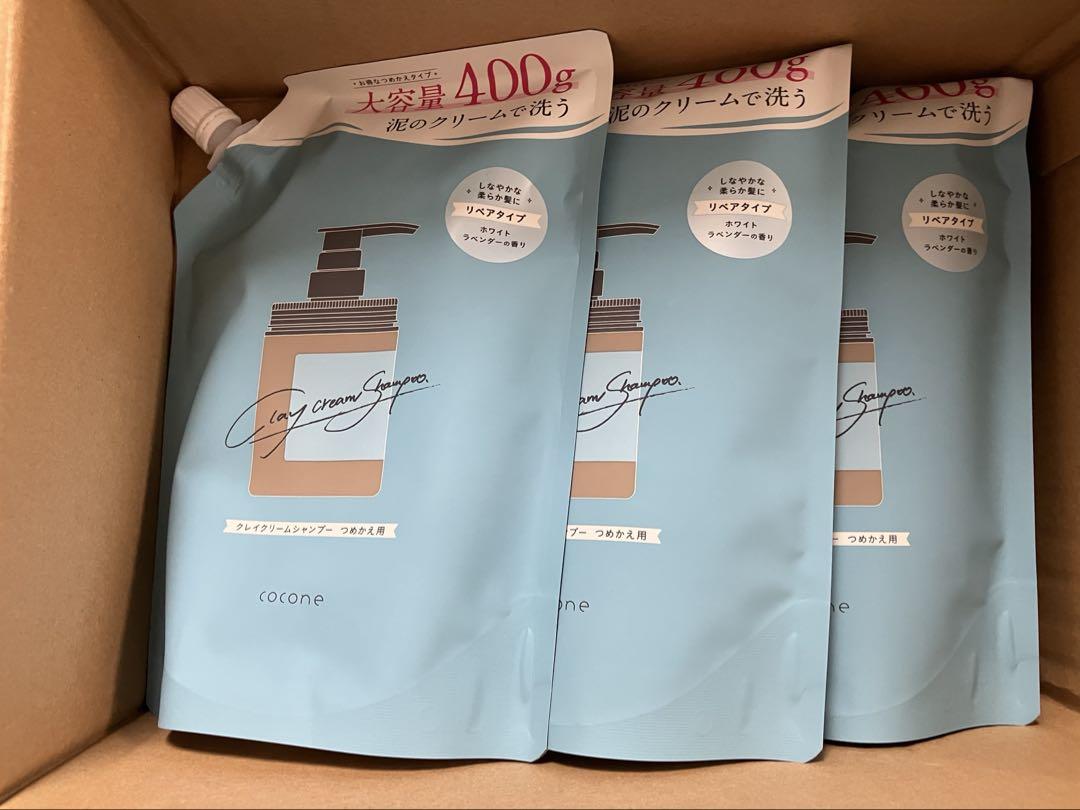 ・お得なつめかえタイプ・
大容量 400g
泥のクリームで洗う
しなやかな
柔らか髪に
リペアタイプ
ホワイト
ラベンダーの香り
Clay cream Shampoo.
クレイクリームシャンプー つめかえ用
cocone
容量 400g
泥のクリームで洗う
しなやかな
柔らか髪に
リペアタイプ
ホワイト
ラベンダーの香り
am Shampoo.
プー つめかえ用
one
400g
クリームで洗う
しなやかな
柔らか髪に
リペアタイプ
ホワイト
ラベンダーの香り
Shampoo.
ー つめかえ用
ne